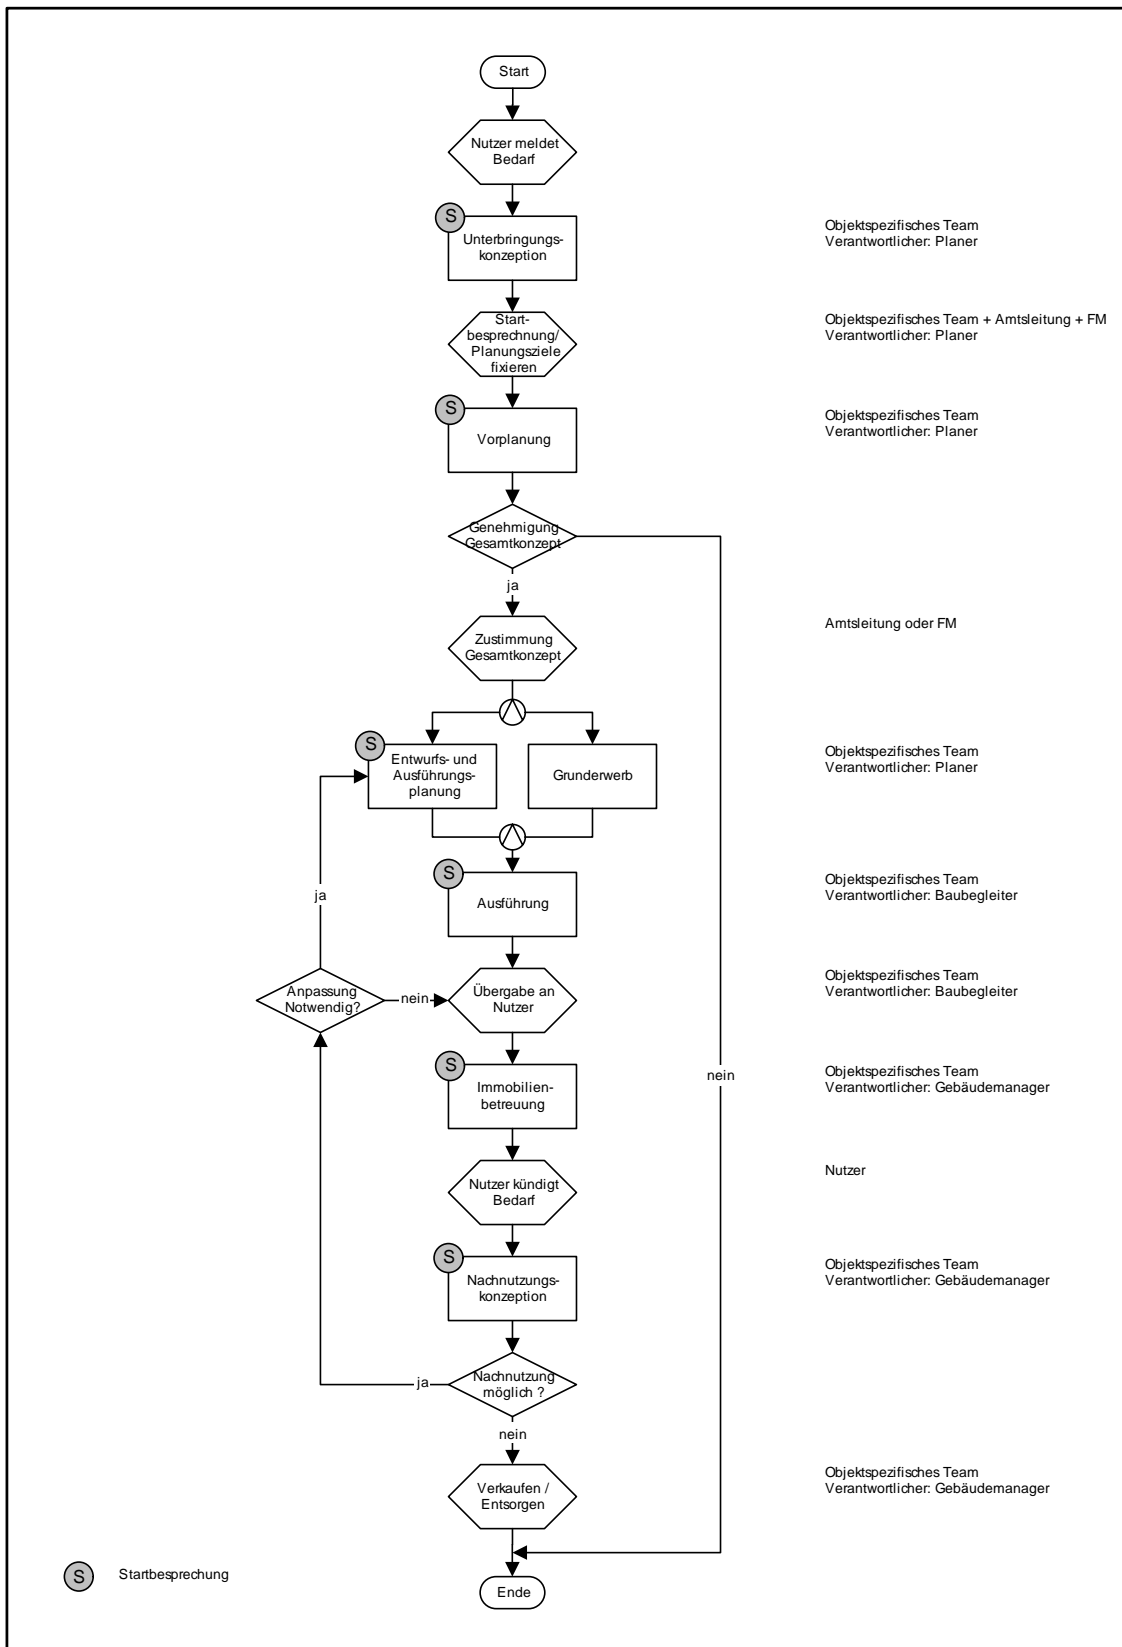 Start
Nutzer meldet
Bedarf
S
Unterbringungs-
konzeption
Objektspezifisches Team
Verantwortlicher: Planer
Start-
besprechnung/
Planungsziele
fixieren
Objektspezifisches Team + Amtsleitung + FM
Verantwortlicher: Planer
S
Vorplanung
Objektspezifisches Team
Verantwortlicher: Planer
Genehmigung
Gesamtkonzept
ja
Zustimmung
Gesamtkonzept
Amtsleitung oder FM
S
Entwurfs- und
Ausführungs-
planung
Grunderwerb
Objektspezifisches Team
Verantwortlicher: Planer
S
Ausführung
Objektspezifisches Team
Verantwortlicher: Baubegleiter
ja
Anpassung
Notwendig?
nein
Übergabe an
Nutzer
Objektspezifisches Team
Verantwortlicher: Baubegleiter
S
Immobilien-
betreuung
nein
Objektspezifisches Team
Verantwortlicher: Gebäudemanager
Nutzer kündigt
Bedarf
Nutzer
S
Nachnutzungs-
konzeption
Objektspezifisches Team
Verantwortlicher: Gebäudemanager
ja
Nachnutzung
möglich ?
nein
Verkaufen /
Entsorgen
Objektspezifisches Team
Verantwortlicher: Gebäudemanager
S
Startbesprechung
Ende